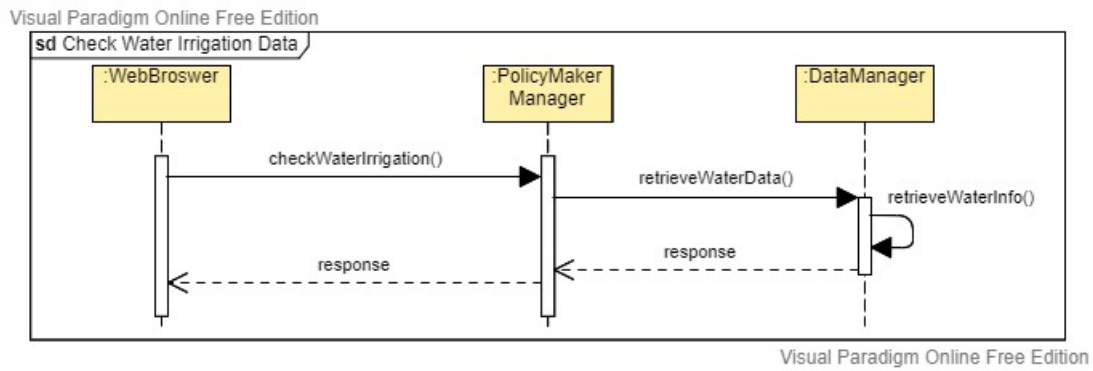 Visual Paradigm Online Free Edition
sd Check Water Irrigation Data
:WebBroswer
:PolicyMaker
Manager
:DataManager
checkWaterIrrigation()
retrieveWaterData()
retrieveWaterInfo()
response
response
Visual Paradigm Online Free Edition